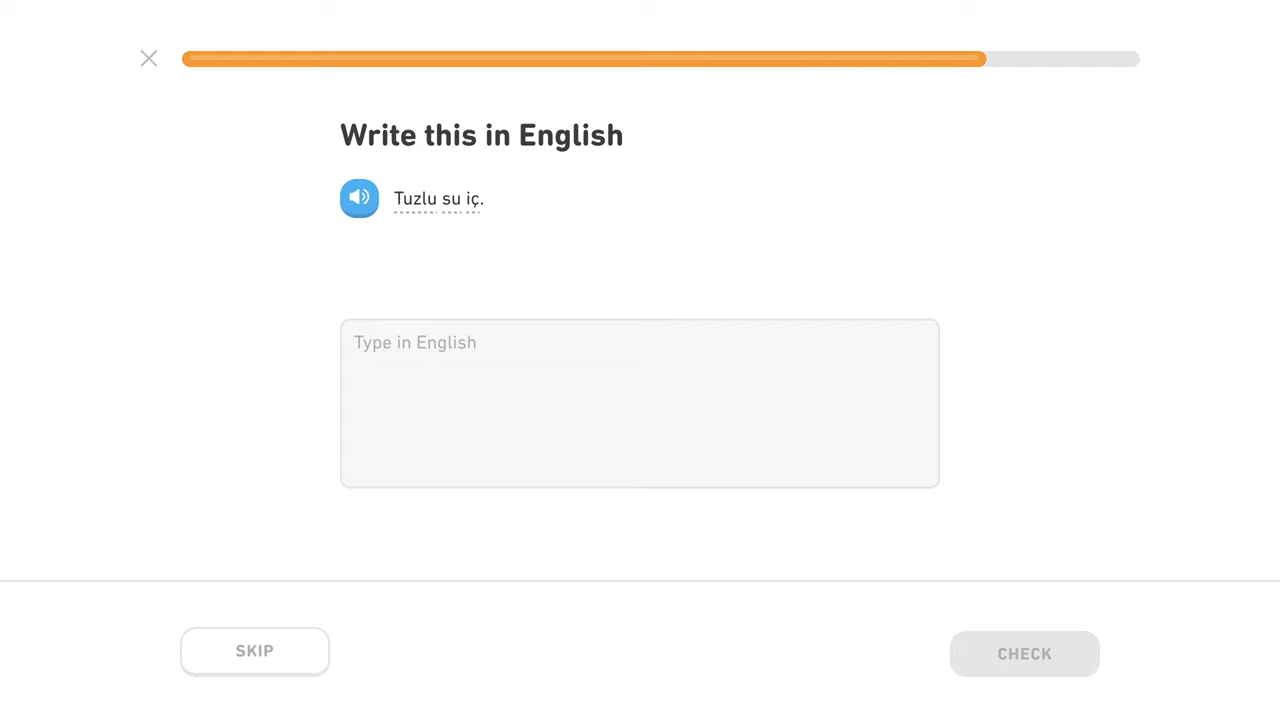 Write this in English
Tuzlu su iç.
Type in English
SKIP
CHECK